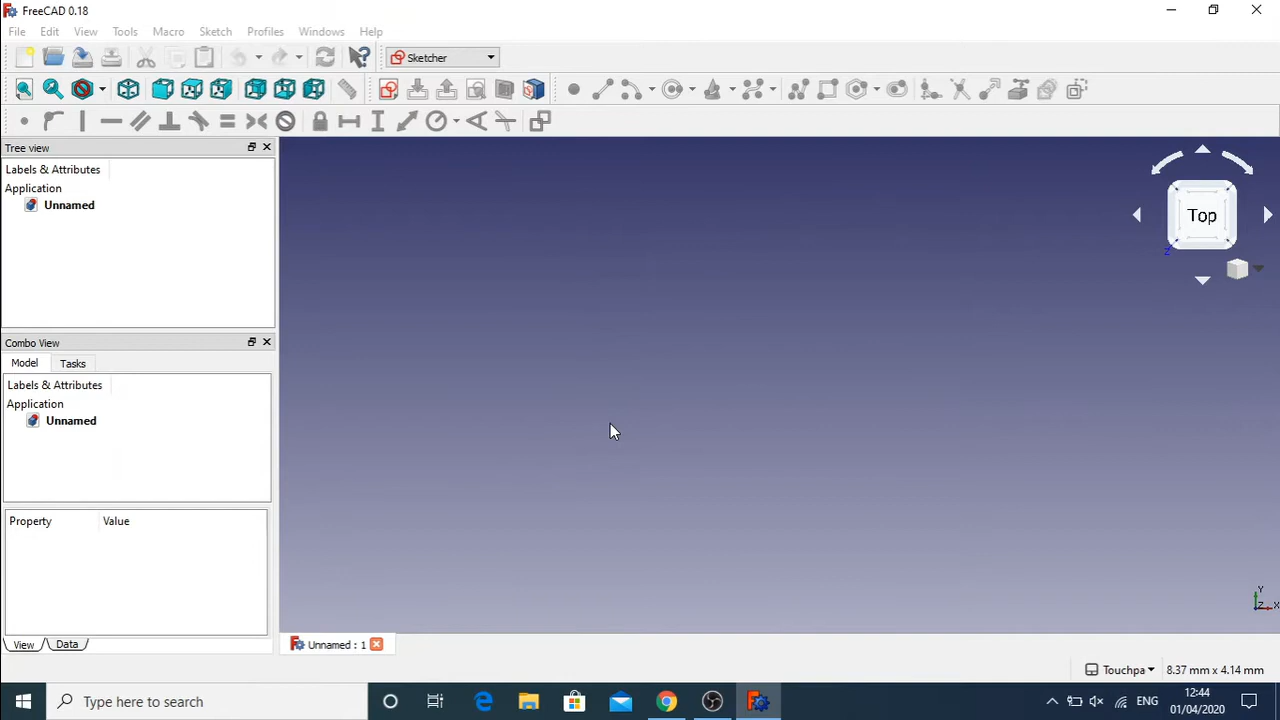 FreeCAD 0.18
File Edit View Tools Macro Sketch Profiles Windows Help
Sketcher
Tree view
Labels & Attributes
Application
Unnamed
Combo View
Model Tasks
Labels & Attributes
Application
Unnamed
Property Value
View Data
Top
Z
Y
Z X
Unnamed : 1
Touchpa 8.37 mm x 4.14 mm
Type here to search
ENG
12:44
01/04/2020